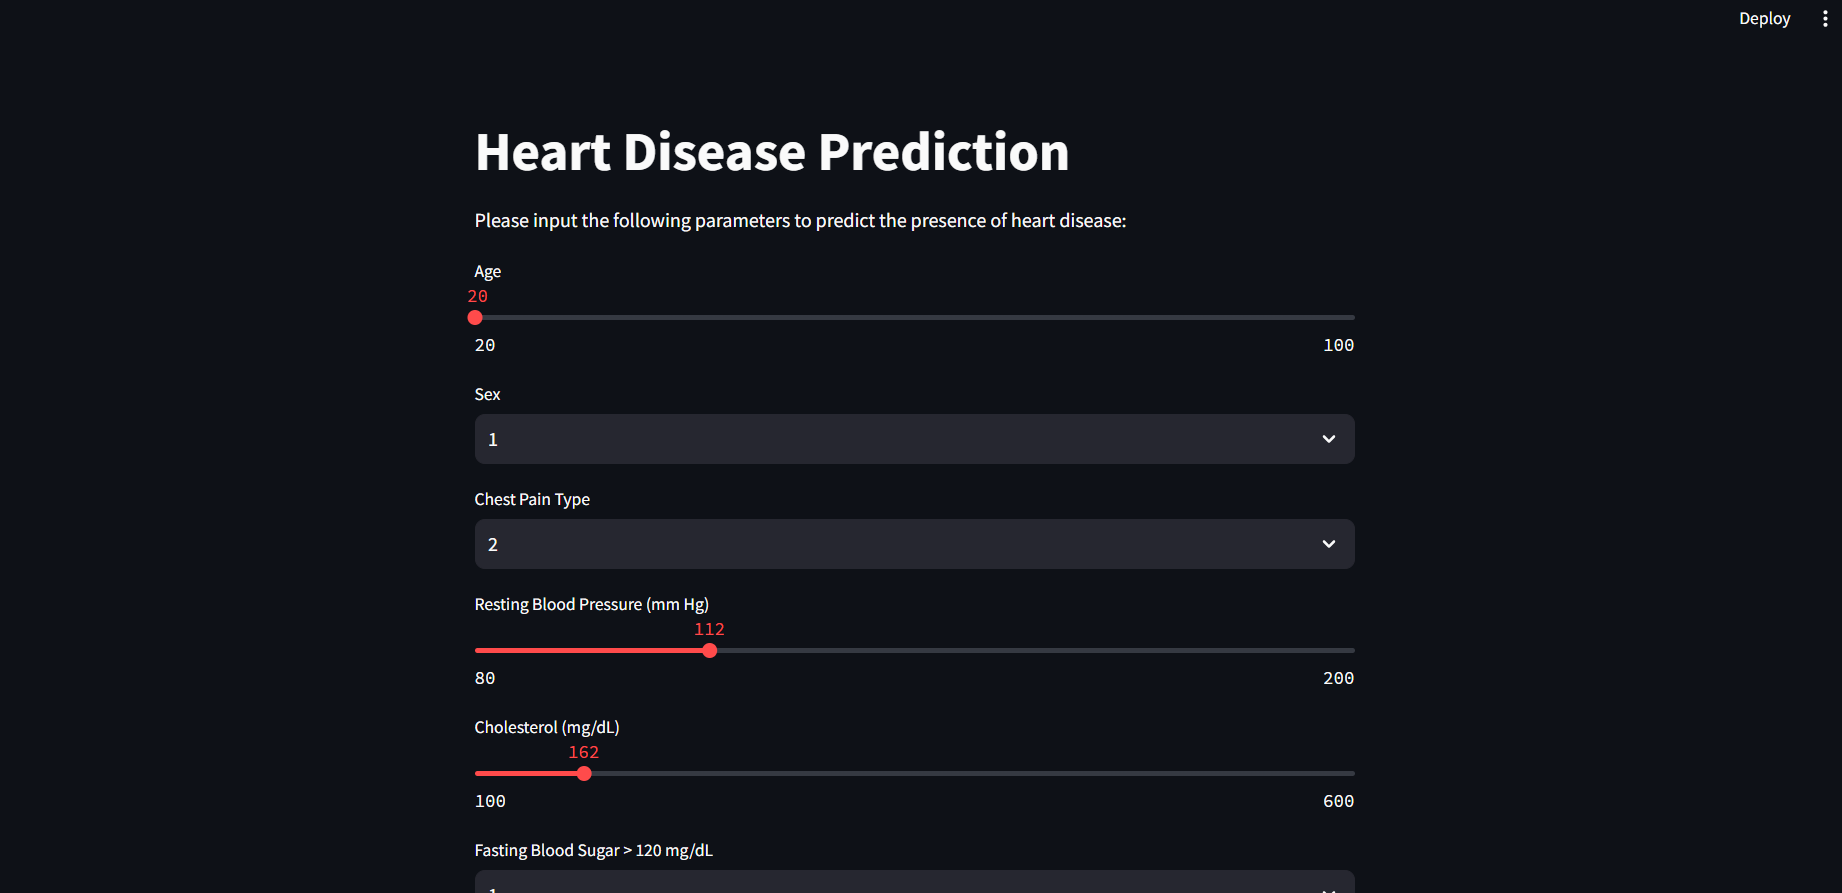 Deploy
Heart Disease Prediction
Please input the following parameters to predict the presence of heart disease:
Age
20
20 100
Sex
1
Chest Pain Type
2
Resting Blood Pressure (mm Hg)
112
80 200
Cholesterol (mg/dL)
162
100 600
Fasting Blood Sugar > 120 mg/dL